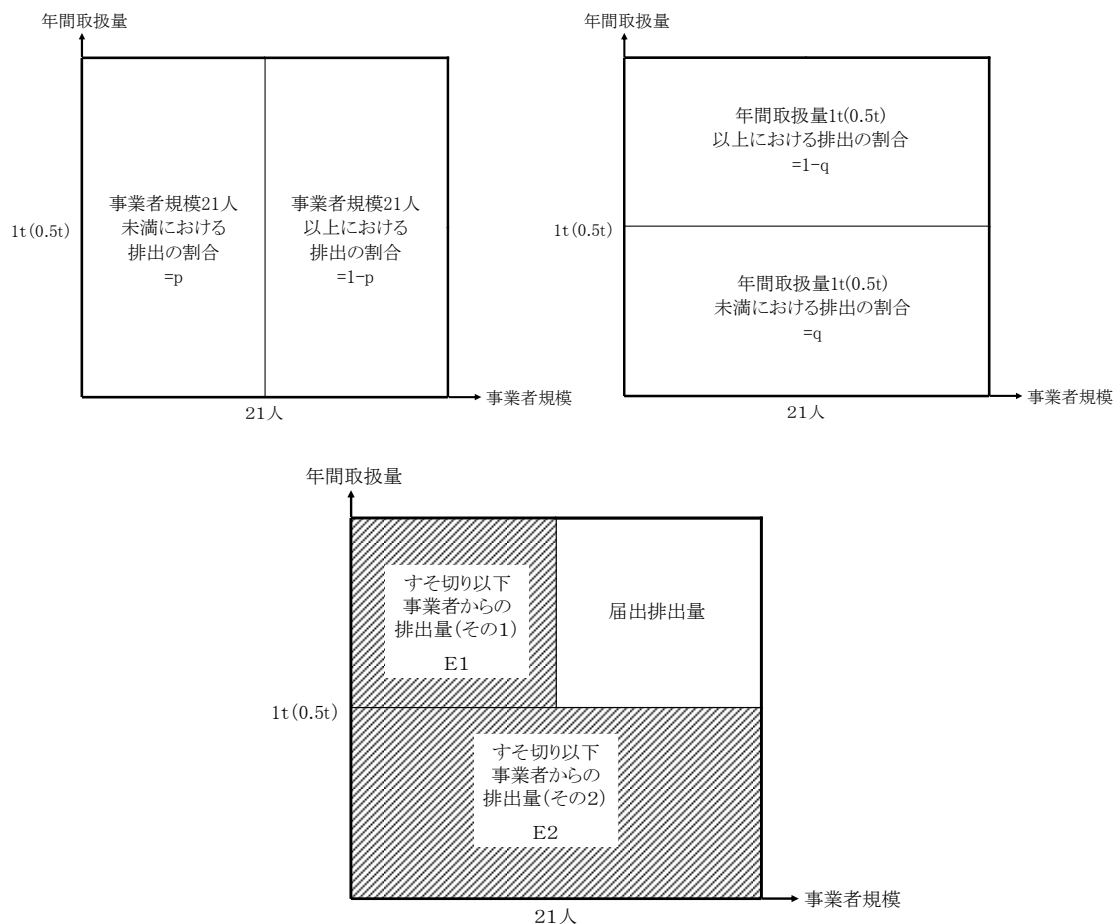 年間取扱量
1t(0.5t)
事業者規模21人
未満における
排出の割合
=p
事業者規模21人
以上における
排出の割合
=1-p
事業者規模
21人
年間取扱量
1t(0.5t)
年間取扱量1t(0.5t)
以上における排出の割合
=1-q
年間取扱量1t(0.5t)
未満における排出の割合
=q
事業者規模
21人
年間取扱量
1t(0.5t)
すそ切り以下
事業者からの
排出量(その1)
E1
届出排出量
すそ切り以下
事業者からの
排出量(その2)
E2
事業者規模
21人